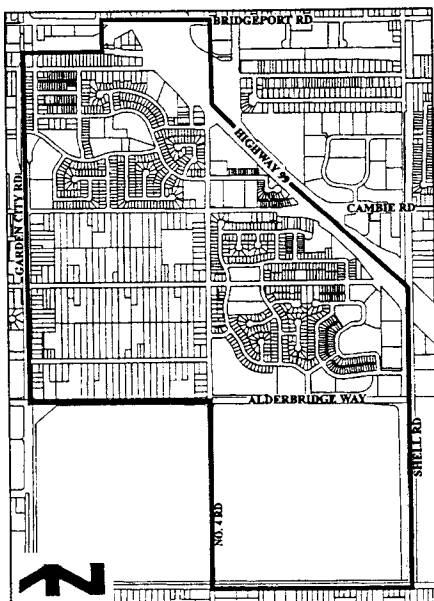 BRIDGEPORT RD.
HIGHWAY 99
GARDEN CITY RD.
CAMBIE RD
ALDERBRIDGE WAY
SHELL RD
NO. 4 RD
N